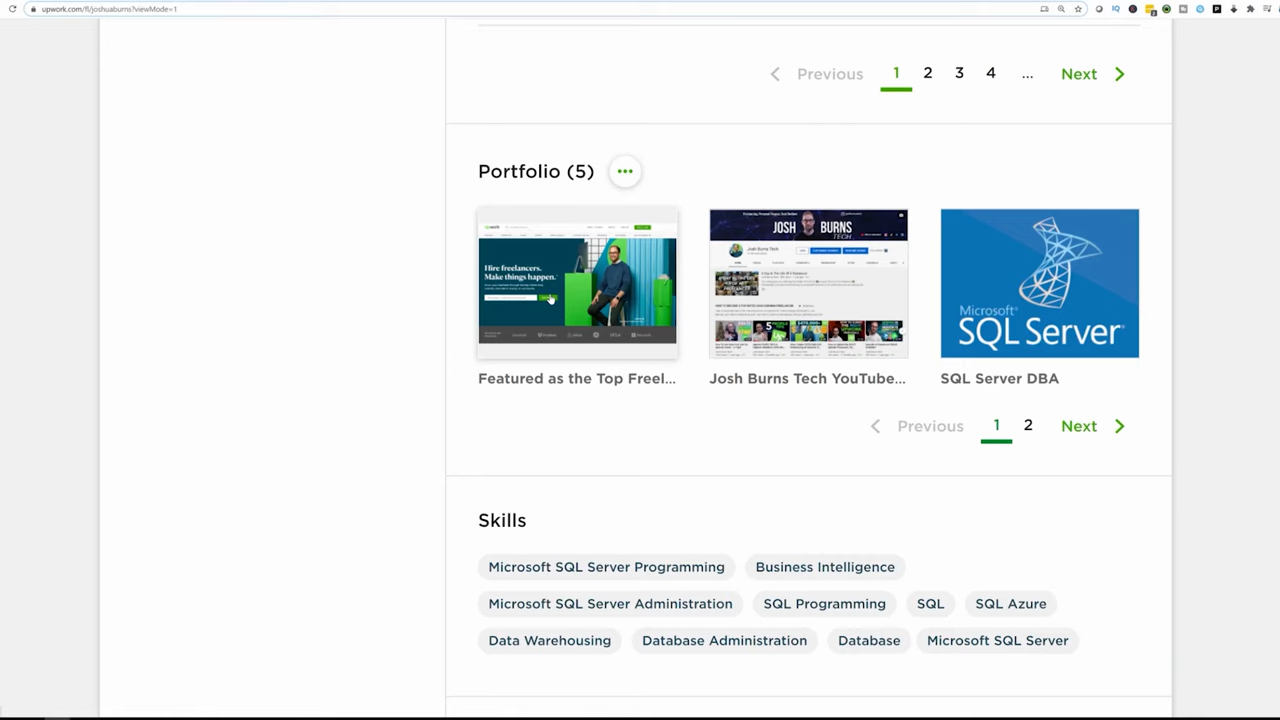 upwork.com/fl/joshuaburns?viewMode=1
Previous 1 2 3 4 ... Next
Portfolio (5)
Hire freelancers.
Make things happen.
JOSH BURNS
TECH
Josh Burns Tech
Microsoft®
SQL Server®
Featured as the Top Freel...
Josh Burns Tech YouTube...
SQL Server DBA
Previous 1 2 Next
Skills
Microsoft SQL Server Programming
Business Intelligence
Microsoft SQL Server Administration
SQL Programming
SQL
SQL Azure
Data Warehousing
Database Administration
Database
Microsoft SQL Server